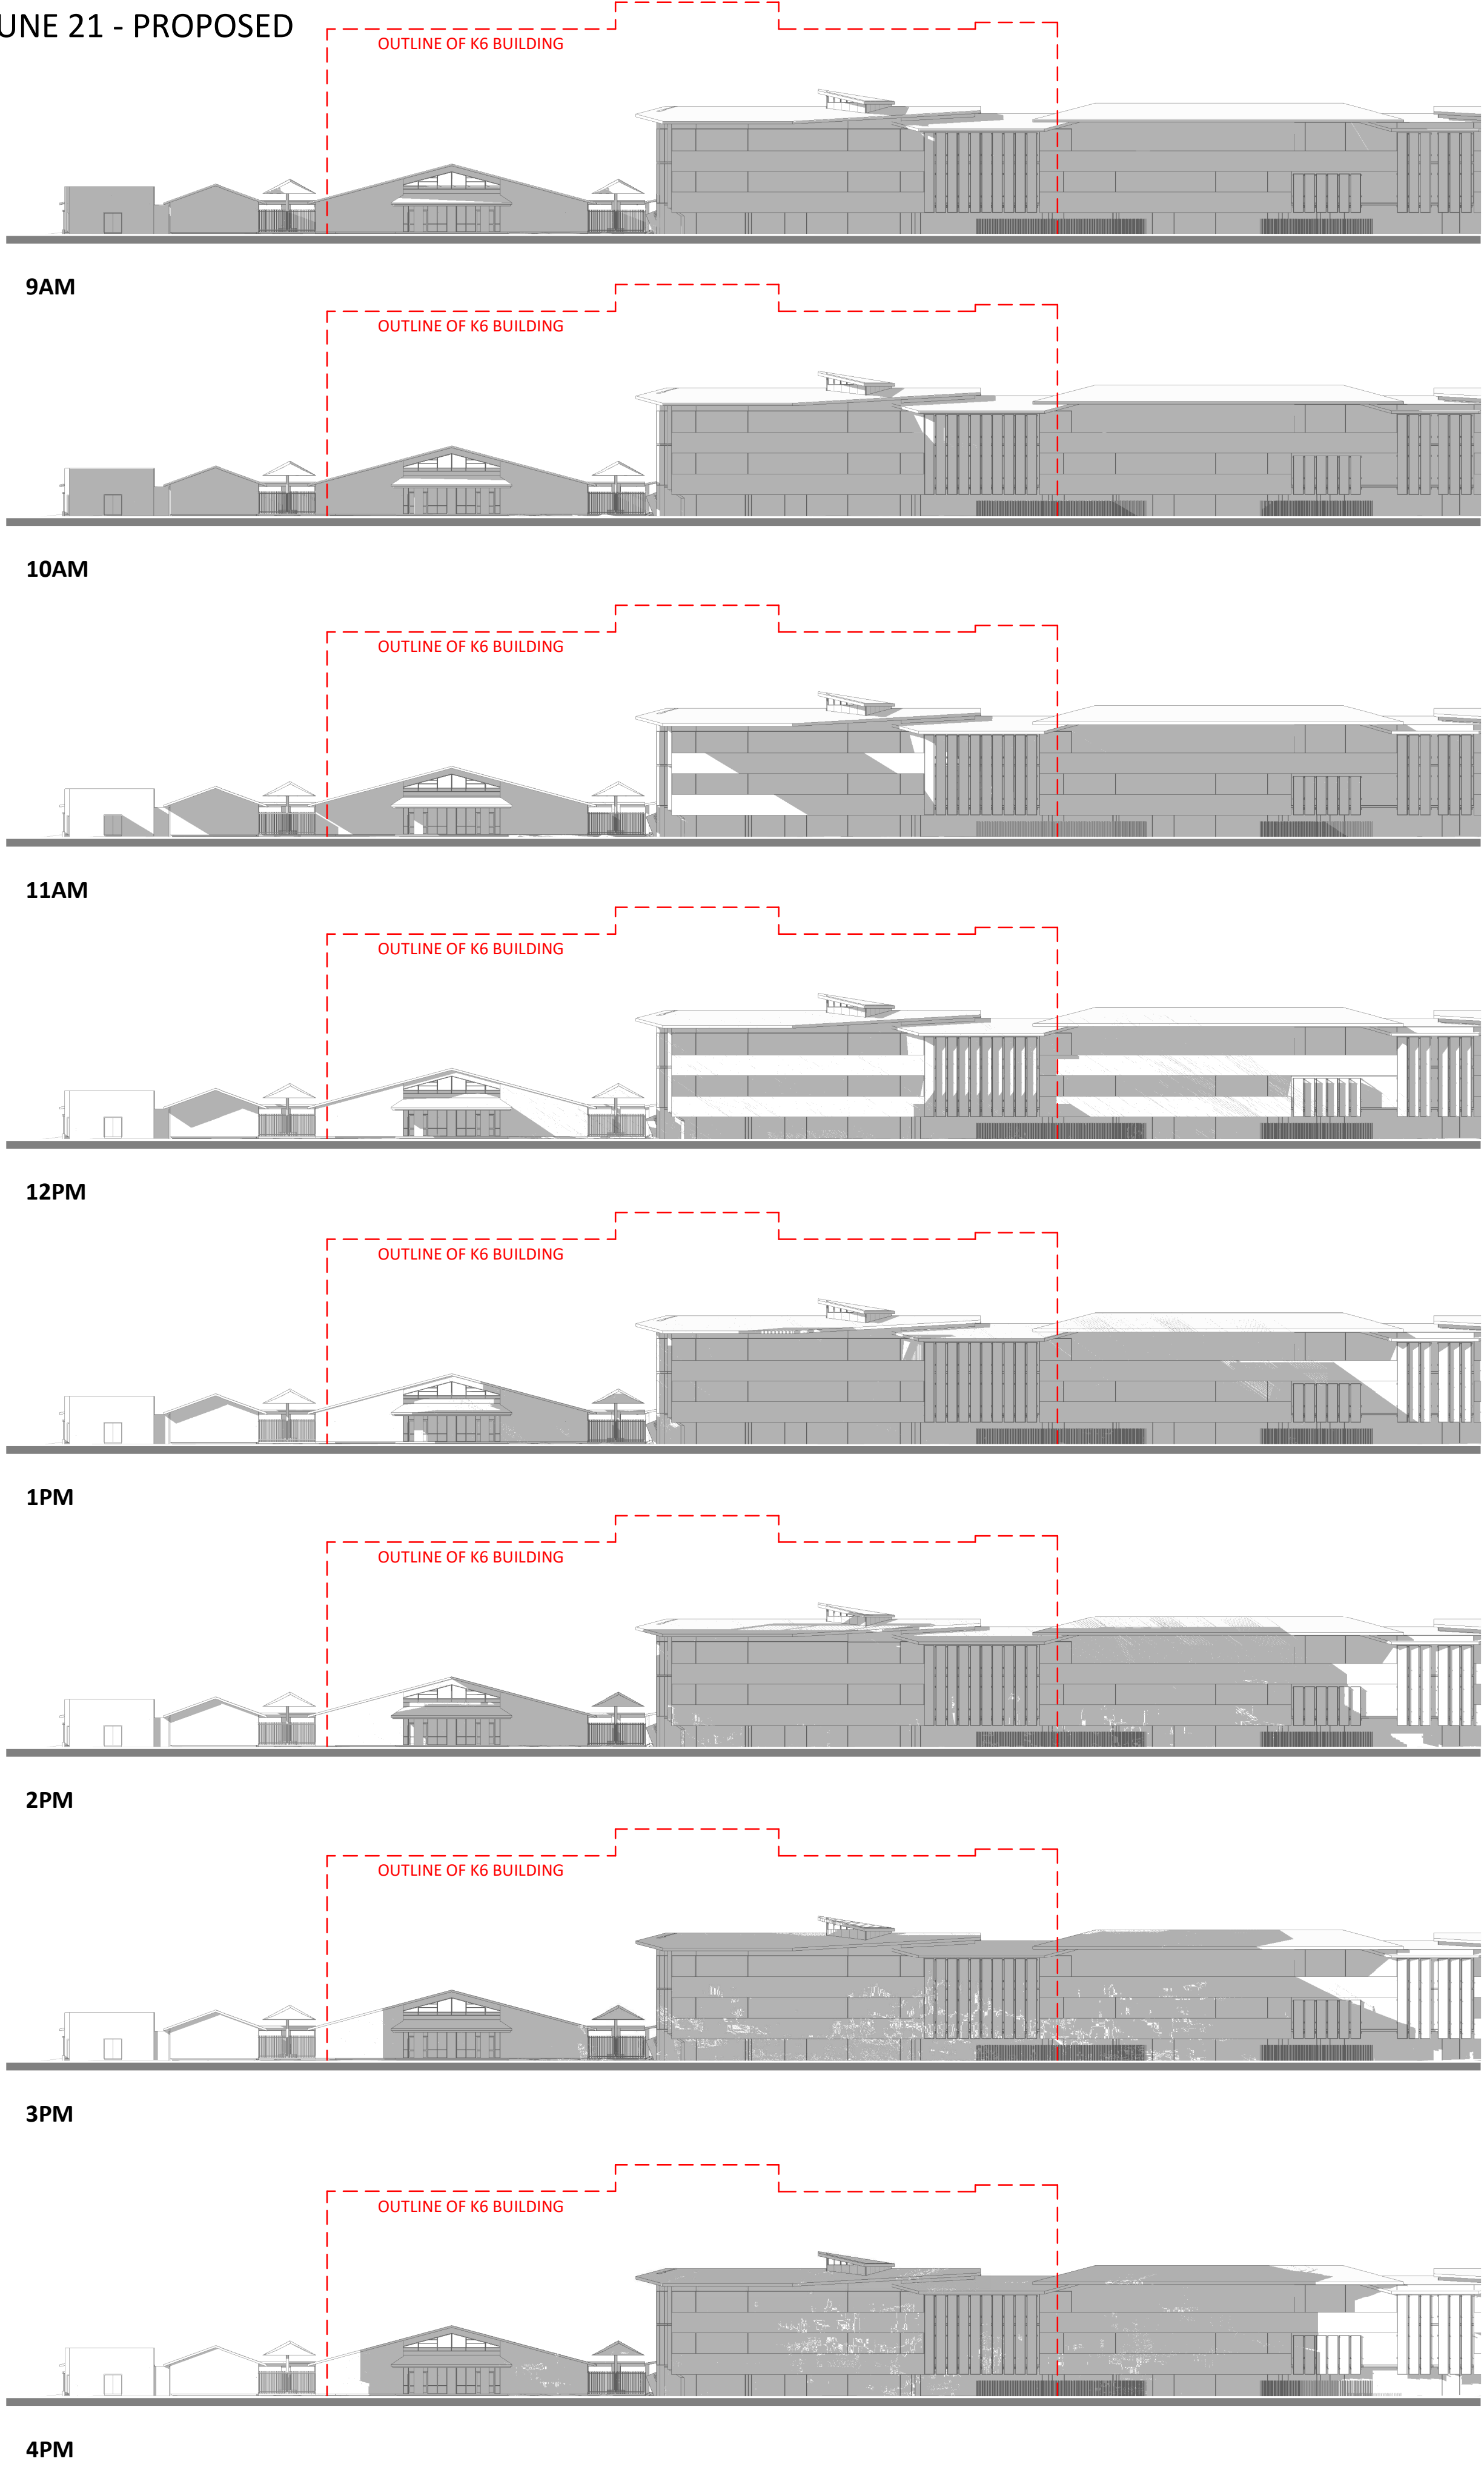 UNE 21 - PROPOSED
OUTLINE OF K6 BUILDING
9AM
OUTLINE OF K6 BUILDING
10AM
OUTLINE OF K6 BUILDING
11AM
OUTLINE OF K6 BUILDING
12PM
OUTLINE OF K6 BUILDING
1PM
OUTLINE OF K6 BUILDING
2PM
OUTLINE OF K6 BUILDING
3PM
OUTLINE OF K6 BUILDING
4PM